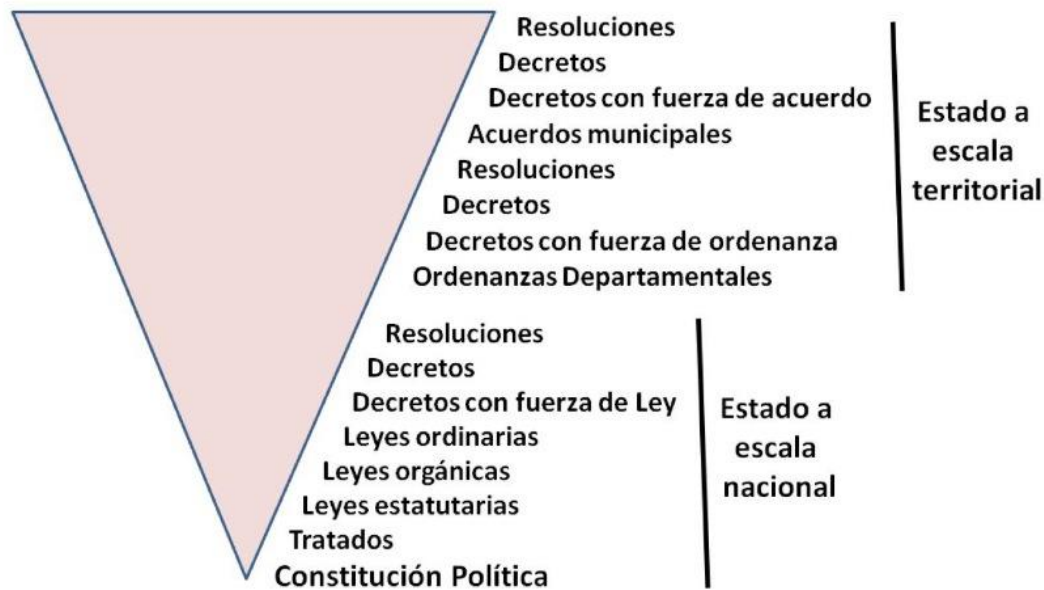 Resoluciones
Decretos
Decretos con fuerza de acuerdo
Acuerdos municipales
Resoluciones
Decretos
Decretos con fuerza de ordenanza
Ordenanzas Departamentales
Estado a
escala
territorial
Resoluciones
Decretos
Decretos con fuerza de Ley
Leyes ordinarias
Leyes orgánicas
Leyes estatutarias
Tratados
Constitución Política
Estado a
escala
nacional